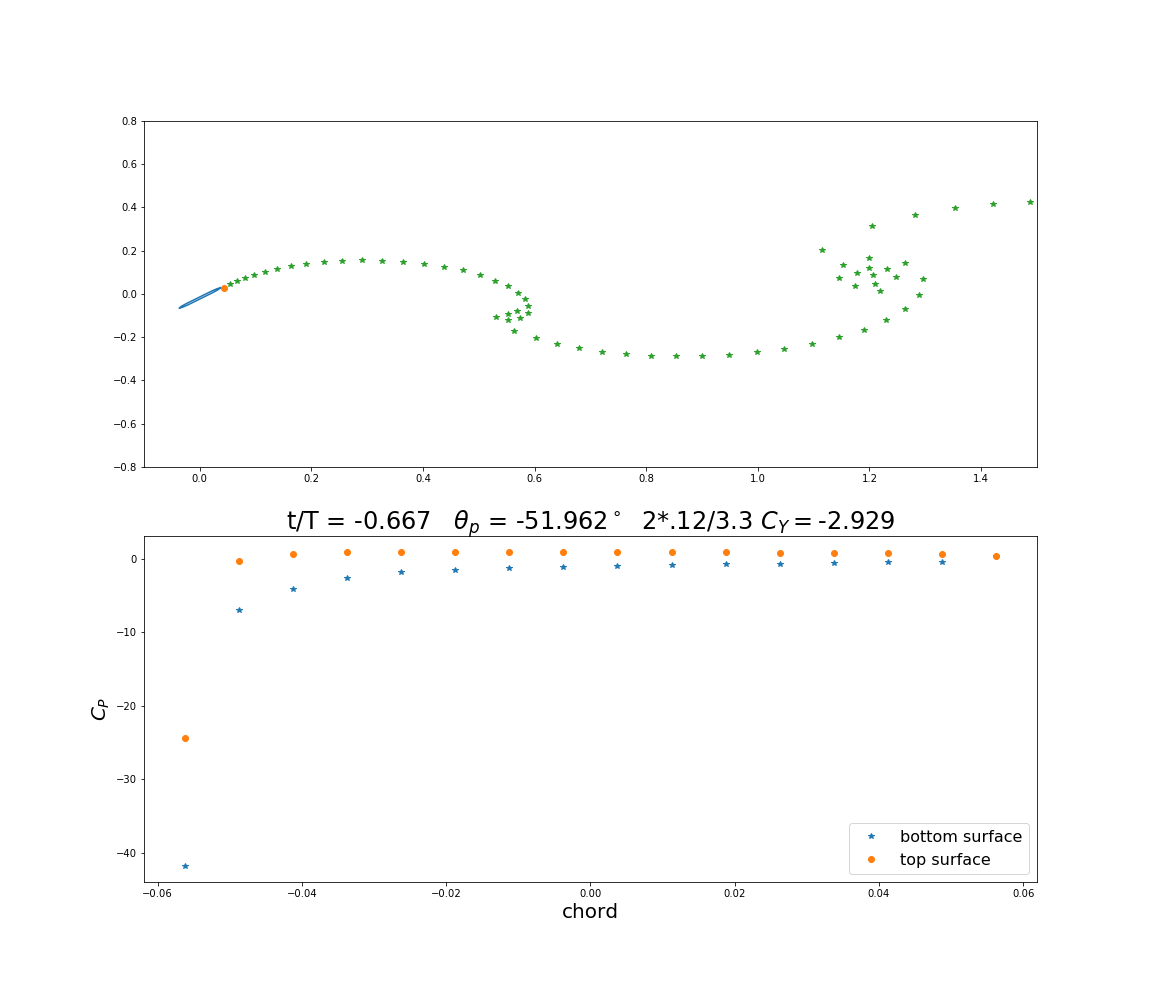 0.8
0.6
0.4
0.2
0.0
−0.2
−0.4
−0.6
−0.8
0.0 0.2 0.4 0.6 0.8 1.0 1.2 1.4
t/T = -0.667 θp = -51.962° 2*.12/3.3 CY = -2.929
0
−10
−20
−30
−40
CP
bottom surface
top surface
−0.06 −0.04 −0.02 0.00 0.02 0.04 0.06
chord